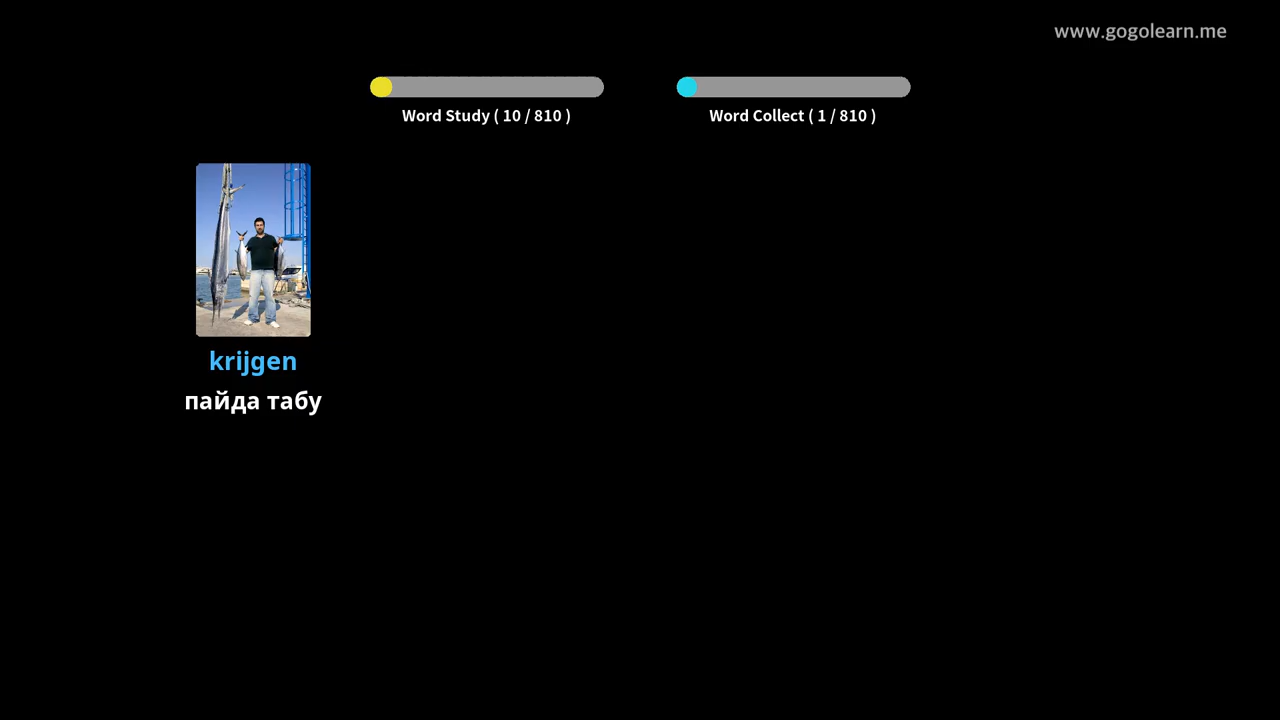 www.gogolearn.me
Word Study ( 10 / 810 )
Word Collect ( 1 / 810 )
krijgen
пайда табу